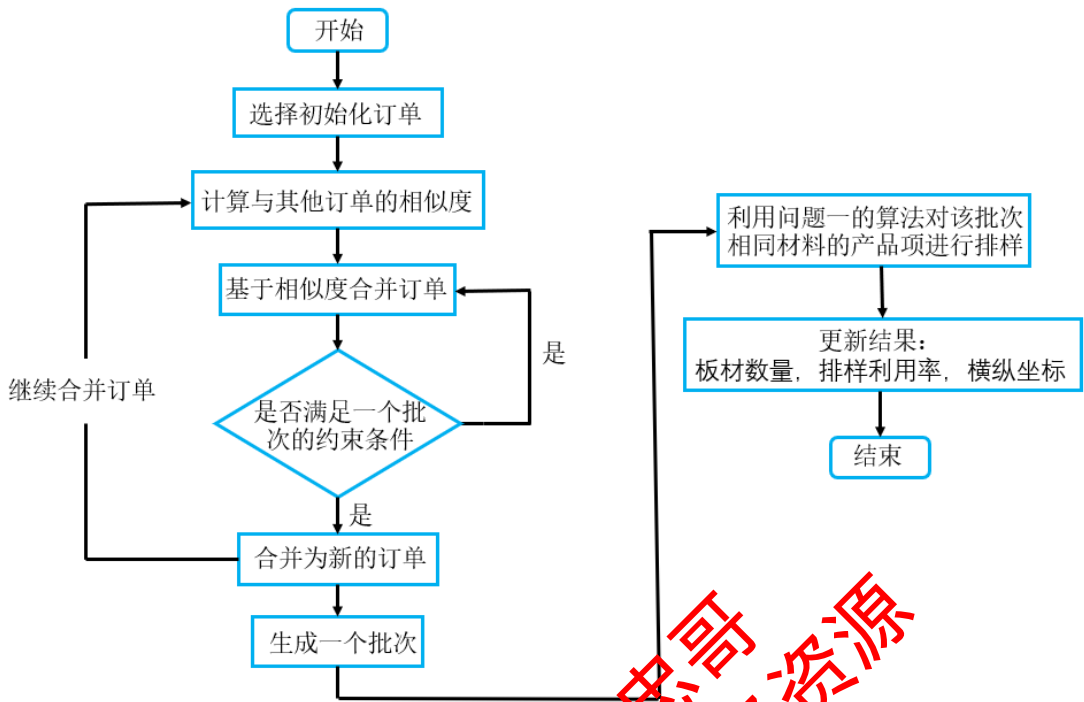 开始
选择初始化订单
计算与其他订单的相似度
基于相似度合并订单
是
继续合并订单
是否满足一个批
次的约束条件
是
合并为新的订单
生成一个批次
利用问题一的算法对该批次
相同材料的产品项进行排样
更新结果：
板材数量，排样利用率，横纵坐标
结束
哥
资源